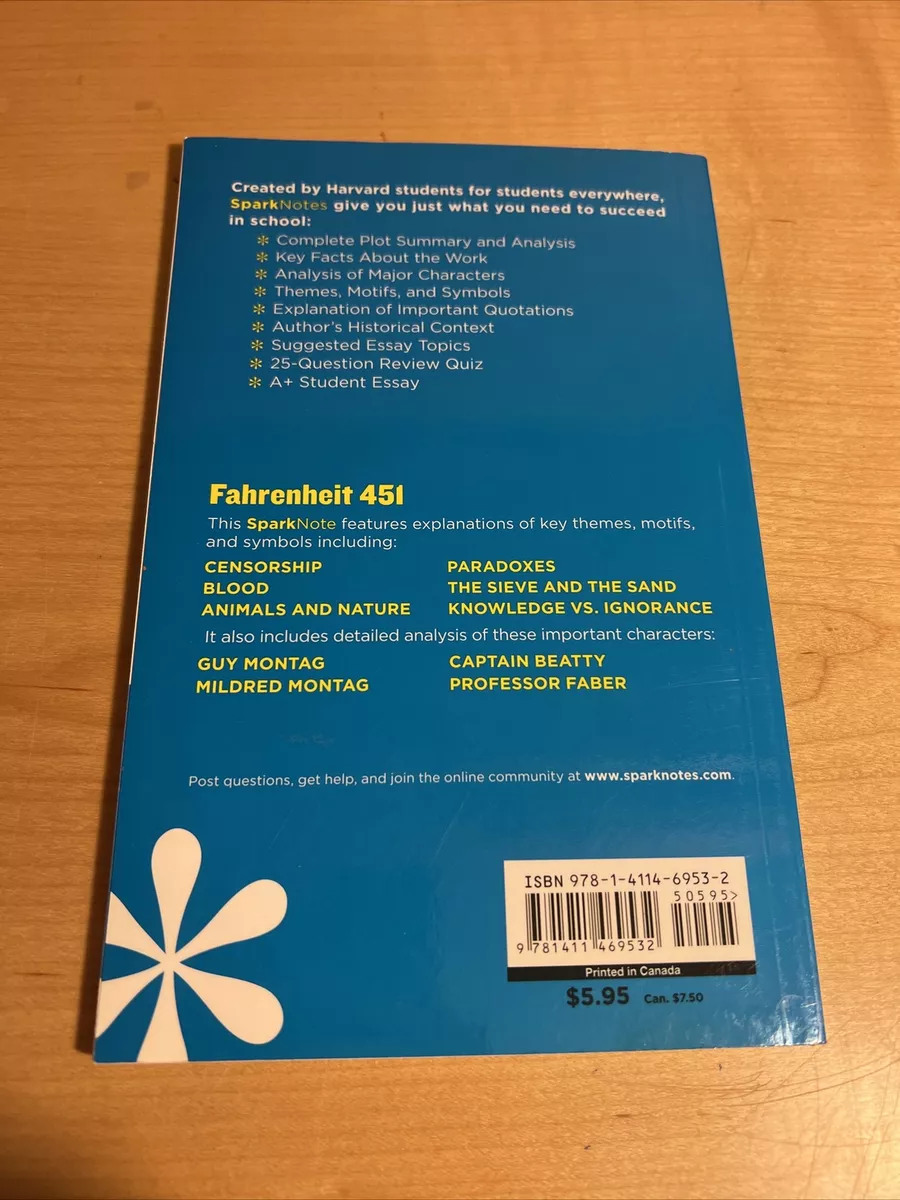 Created by Harvard students for students everywhere,
SparkNotes give you just what you need to succeed
in school:
* Complete Plot Summary and Analysis
* Key Facts About the Work
* Analysis of Major Characters
* Themes, Motifs, and Symbols
* Explanation of Important Quotations
* Author's Historical Context
* Suggested Essay Topics
* 25-Question Review Quiz
* A+ Student Essay
Fahrenheit 451
This SparkNote features explanations of key themes, motifs,
and symbols including:
CENSORSHIP PARADOXES
BLOOD THE SIEVE AND THE SAND
ANIMALS AND NATURE KNOWLEDGE VS. IGNORANCE
It also includes detailed analysis of these important characters:
GUY MONTAG CAPTAIN BEATTY
MILDRED MONTAG PROFESSOR FABER
Post questions, get help, and join the online community at www.sparknotes.com.
ISBN 978-1-4114-6953-2
50595>
9 781411 469532
Printed in Canada
$5.95 Can. $7.50